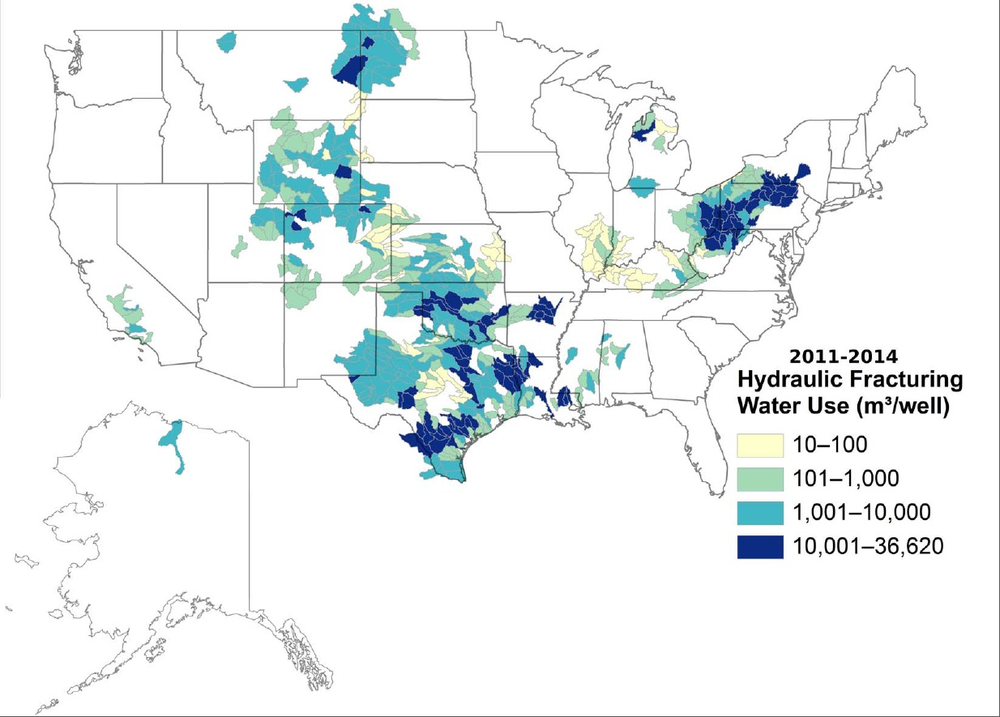 2011-2014
Hydraulic Fracturing
Water Use (m³/well)
10–100
101–1,000
1,001–10,000
10,001–36,620